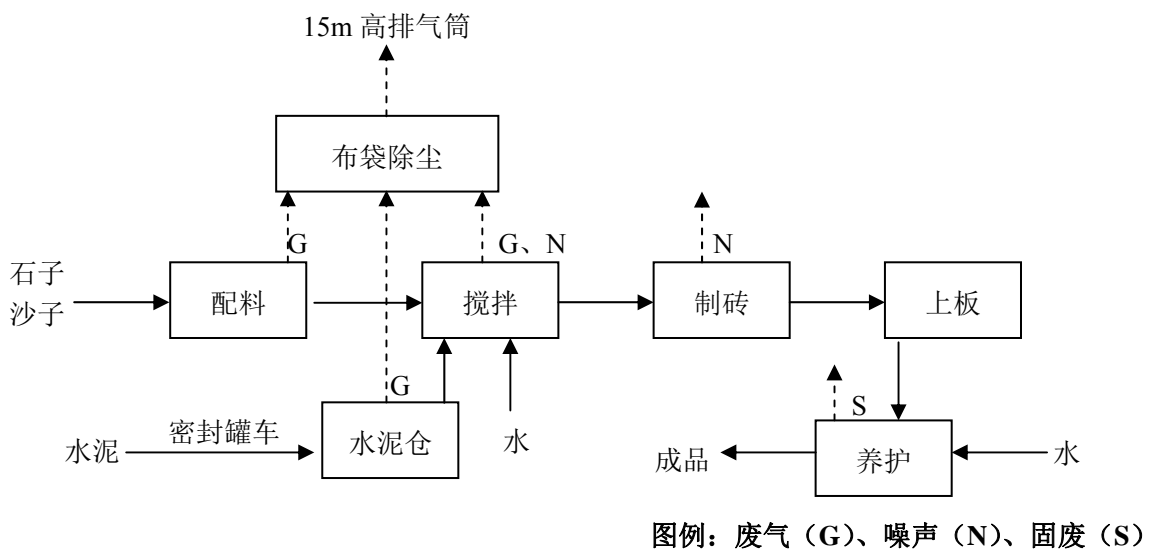 15m 高排气筒
布袋除尘
G
G、N
N
石子
沙子
配料
搅拌
制砖
上板
G
S
水泥
密封罐车
水泥仓
水
成品
养护
水
图例：废气（G）、噪声（N）、固废（S）